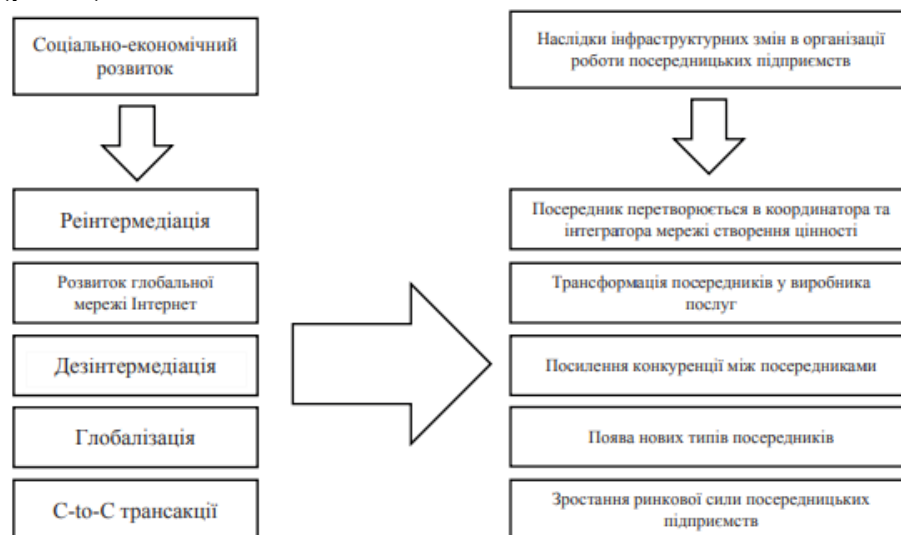 Соціально-економічний
розвиток
Наслідки інфраструктурних змін в організації
роботи посередницьких підприємств
Реінтермедіація
Посередник перетворюється в координатора та
інтегратора мережі створення цінності
Розвиток глобальної
мережі Інтернет
Трансформація посередників у виробника
послуг
Дезінтермедіація
Посилення конкуренції між посередниками
Глобалізація
Поява нових типів посередників
C-to-C трансакції
Зростання ринкової сили посередницьких
підприємств